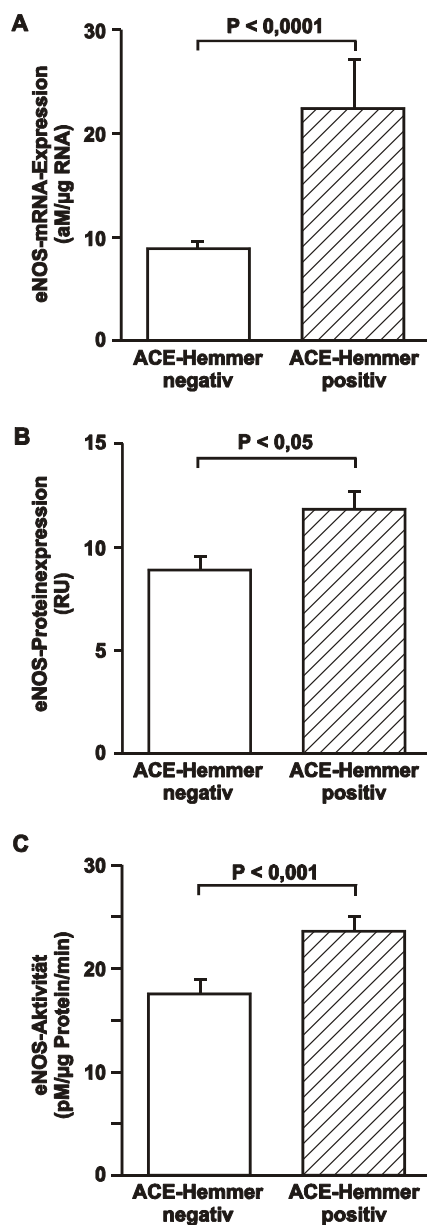 A
P < 0,0001
eNOS-mRNA-Expression
(aM/µg RNA)
30
20
10
0
ACE-Hemmer
negativ
ACE-Hemmer
positiv
B
P < 0,05
eNOS-Proteinexpression
(RU)
15
10
5
0
ACE-Hemmer
negativ
ACE-Hemmer
positiv
C
P < 0,001
eNOS-Aktivität
(pM/µg Protein/min)
30
20
10
0
ACE-Hemmer
negativ
ACE-Hemmer
positiv